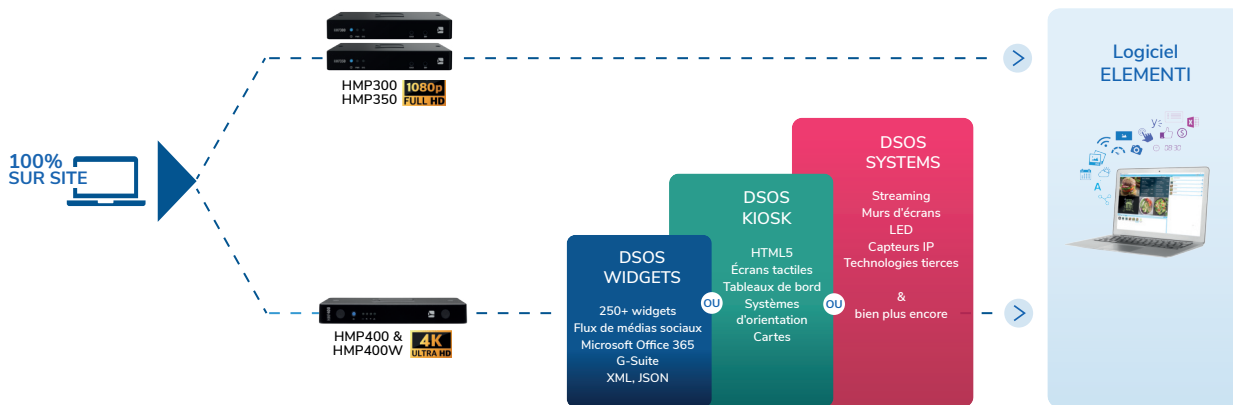 100%
SUR SITE
HMP300
HMP350
1080p
FULL HD
HMP400 &
HMP400W
4K
ULTRA HD
DSOS
WIDGETS
250+ widgets
Flux de médias sociaux
Microsoft Office 365
G-Suite
XML, JSON
OU
DSOS
KIOSK
HTML5
Écrans tactiles
Tableaux de bord
Systèmes
d'orientation
Cartes
OU
DSOS
SYSTEMS
Streaming
Murs d'écrans
LED
Capteurs IP
Technologies tierces
&
bien plus encore
Logiciel
ELEMENTI
08:30